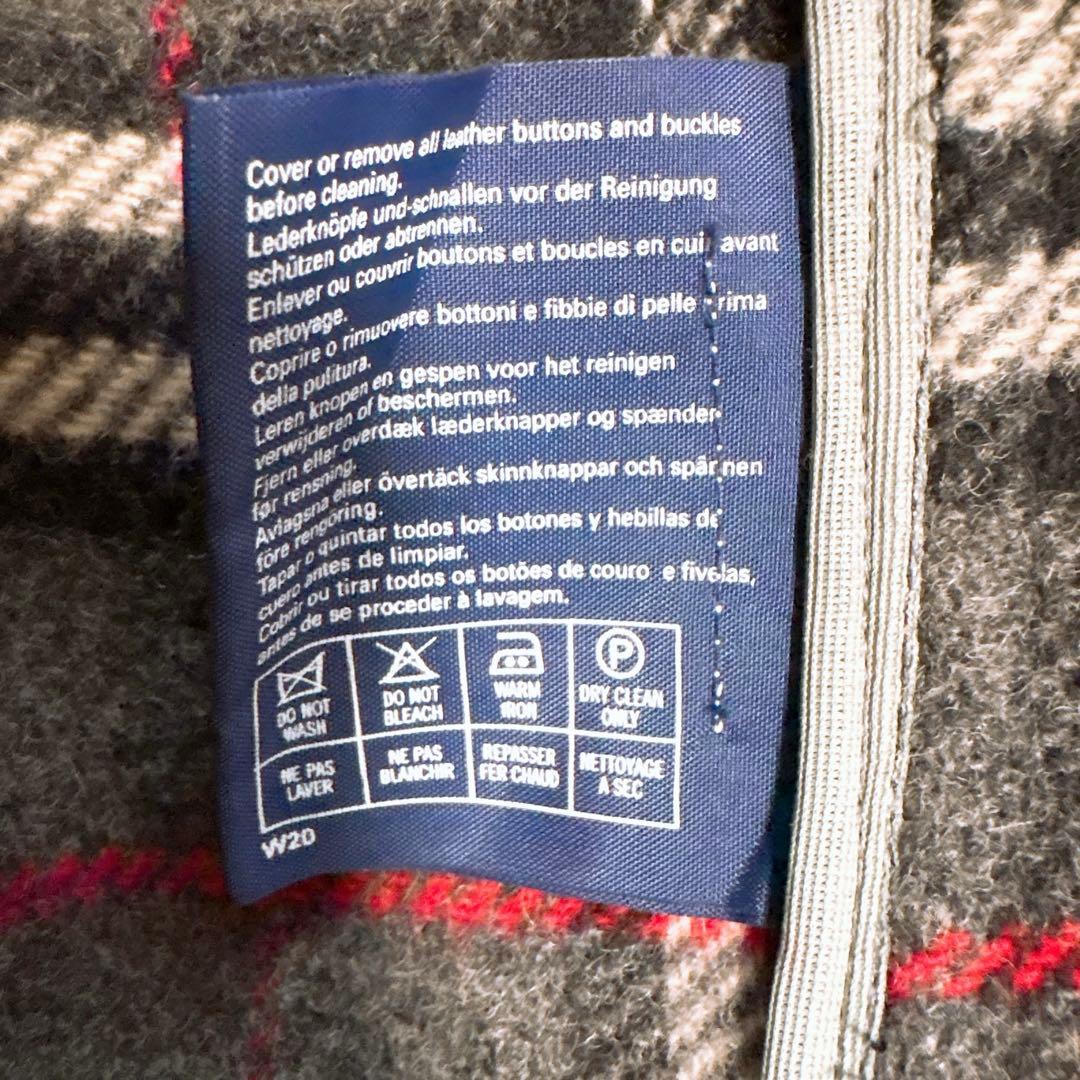 Cover or remove all leather buttons and buckles
before cleaning.
Lederknöpfe und-schnallen vor der Reinigung
schützen oder abtrennen.
Enlever ou couvrir boutons et boucles en cuir avant
nettoyage.
Coprire o rimuovere bottoni e fibbie di pelle prima
della pulitura.
Leren knopen en gespen voor het reinigen
verwijderen of beschermen.
Fjern eller overdæk læderknapper og spænder
før rensning.
Avlagsna eller övertäck skinnknappar och spännen
före rengöring.
Tapar o quintar todos los botones y hebillas de
cuero antes de limpiar.
Cobrir ou tirar todos os botões de couro e fivelas,
antes de se proceder à lavagem.
P
DO NOT WASH
DO NOT BLEACH
WARM IRON
DRY CLEAN ONLY
NE PAS LAVER
NE PAS BLANCHIR
REPASSER FER CHAUD
NETTOYAGE A SEC
W20